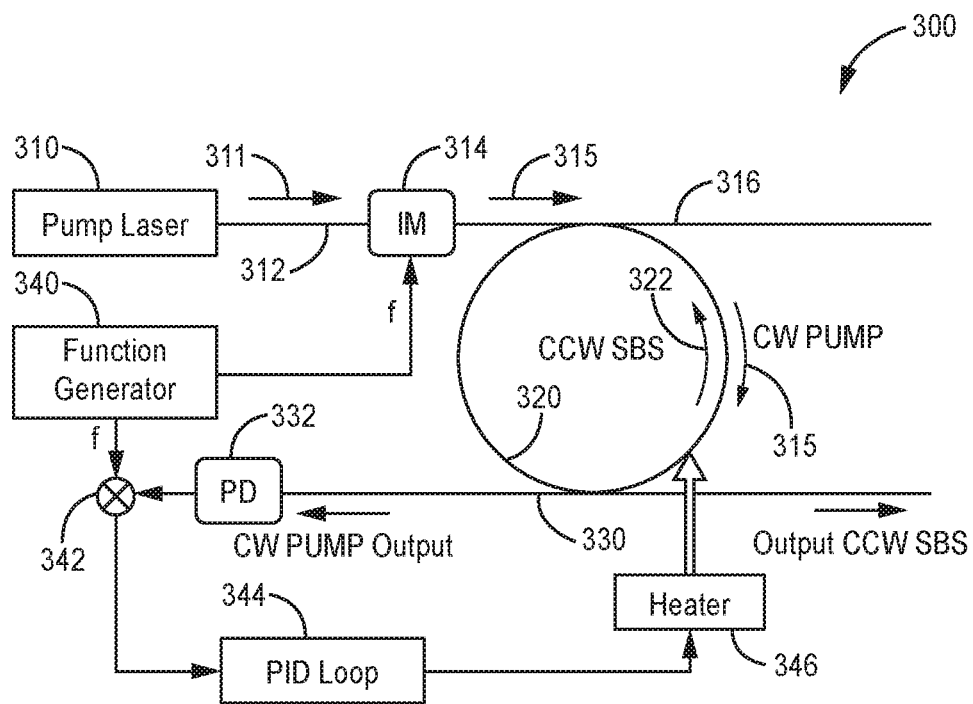 300
310
311
314
315
316
Pump Laser
IM
312
340
f
322
Function
Generator
CCW SBS
CW PUMP
320
315
f
332
PD
342
CW PUMP Output
330
Output CCW SBS
344
Heater
PID Loop
346